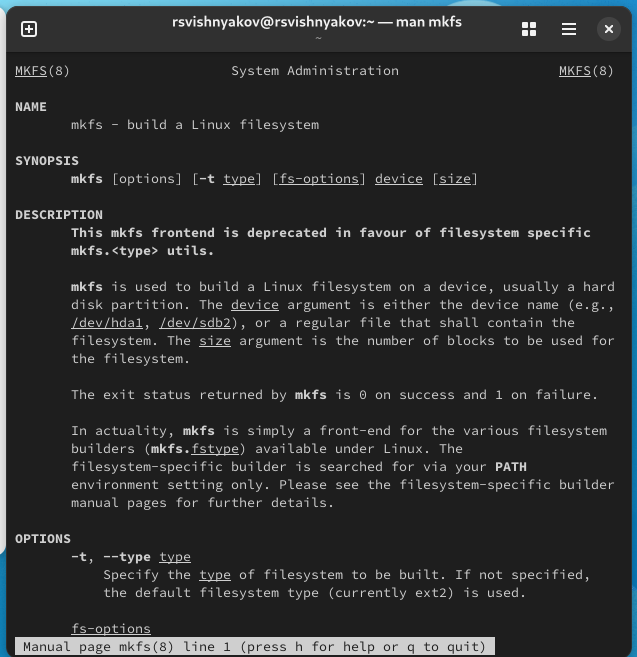 rsvishnyakov@rsvishnyakov:~ — man mkfs
~
MKFS(8) System Administration MKFS(8)
NAME
mkfs - build a Linux filesystem
SYNOPSIS
mkfs [options] [-t type] [fs-options] device [size]
DESCRIPTION
This mkfs frontend is deprecated in favour of filesystem specific
mkfs.<type> utils.
mkfs is used to build a Linux filesystem on a device, usually a hard
disk partition. The device argument is either the device name (e.g.,
/dev/hda1, /dev/sdb2), or a regular file that shall contain the
filesystem. The size argument is the number of blocks to be used for
the filesystem.
The exit status returned by mkfs is 0 on success and 1 on failure.
In actuality, mkfs is simply a front-end for the various filesystem
builders (mkfs.fstype) available under Linux. The
filesystem-specific builder is searched for via your PATH
environment setting only. Please see the filesystem-specific builder
manual pages for further details.
OPTIONS
-t, --type type
Specify the type of filesystem to be built. If not specified,
the default filesystem type (currently ext2) is used.
fs-options
Manual page mkfs(8) line 1 (press h for help or q to quit)